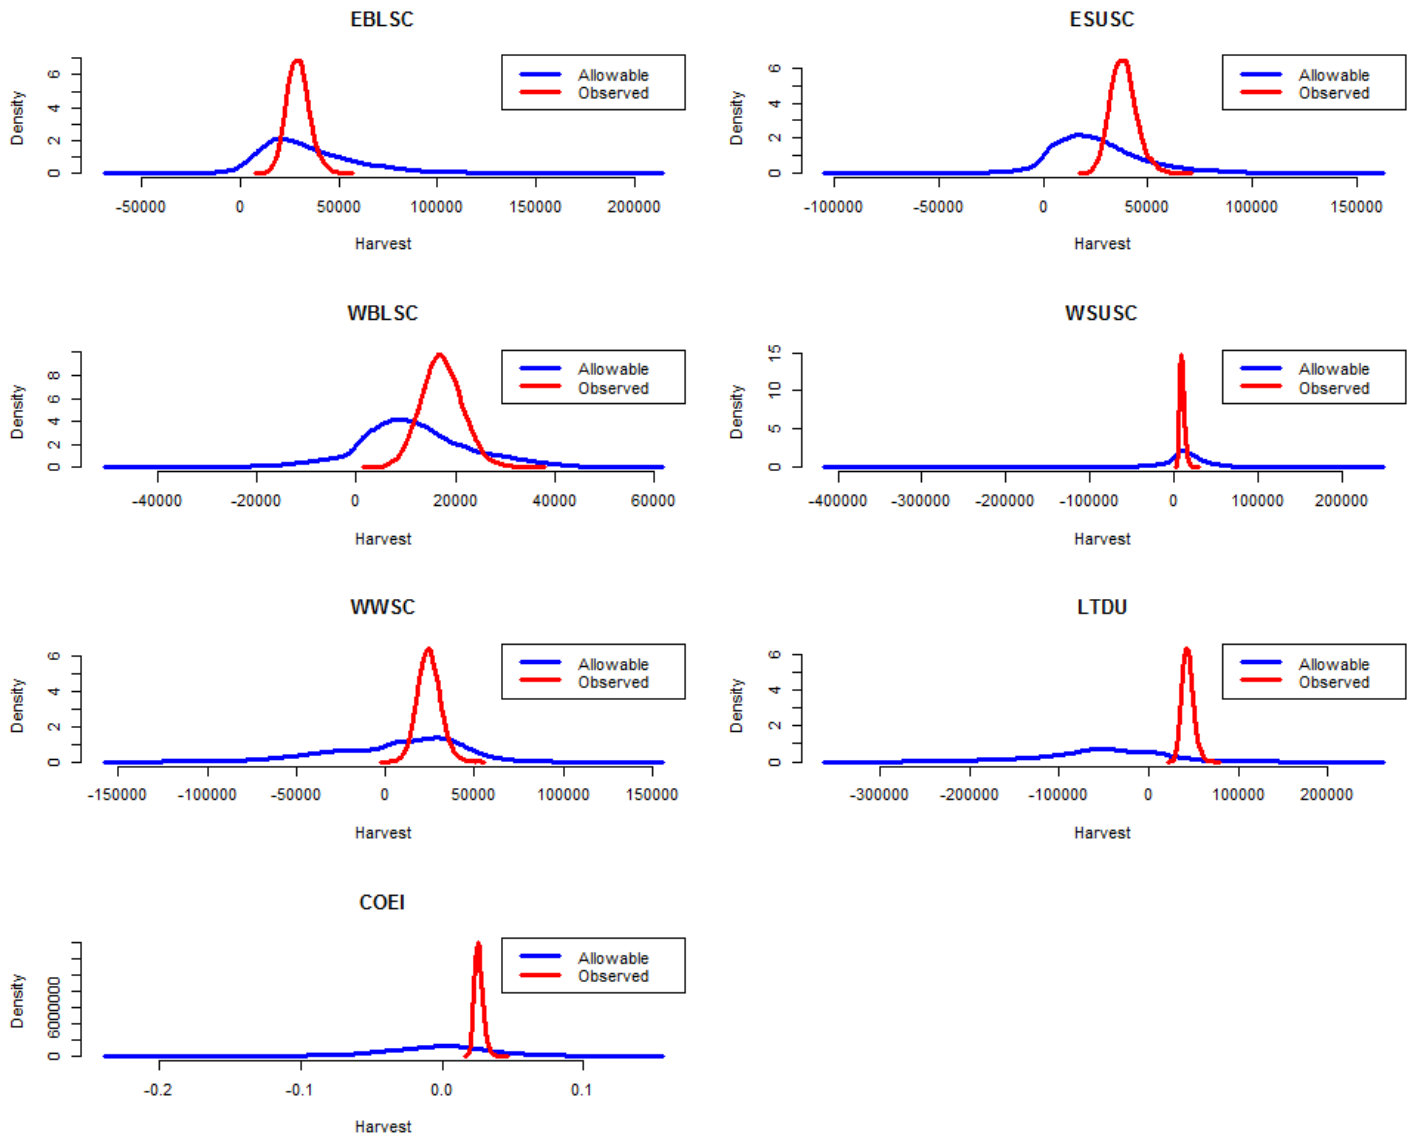 EBLSC
Density
0 2 4 6
Allowable
Observed
-50000 0 50000 100000 150000 200000
Harvest
ESUSC
Density
0 2 4 6
Allowable
Observed
-100000 -50000 0 50000 100000 150000
Harvest
WBLSC
Density
0 2 4 6 8
Allowable
Observed
-40000 -20000 0 20000 40000 60000
Harvest
WSUSC
Density
0 5 10 15
Allowable
Observed
-400000 -300000 -200000 -100000 0 100000 200000
Harvest
WWSC
Density
0 2 4 6
Allowable
Observed
-150000 -100000 -50000 0 50000 100000 150000
Harvest
LTDU
Density
0 2 4 6
Allowable
Observed
-300000 -200000 -100000 0 100000 200000
Harvest
COEI
Density
0 6000000
Allowable
Observed
-0.2 -0.1 0.0 0.1
Harvest